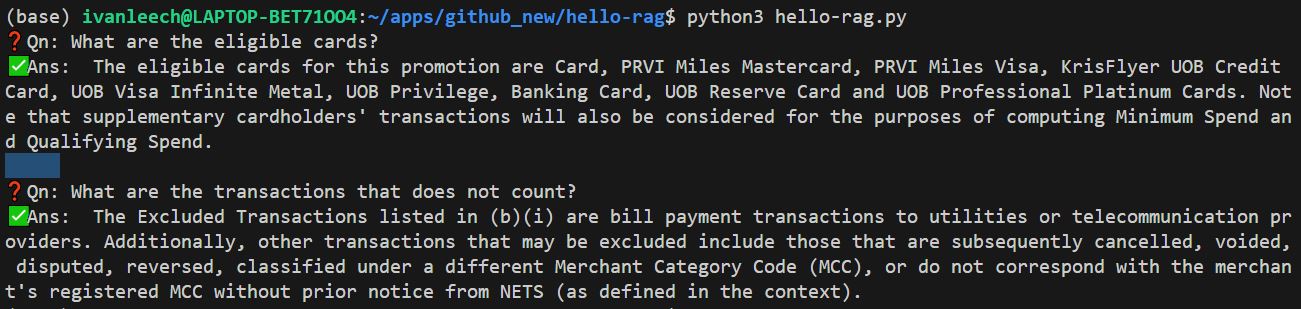 (base) ivanleech@LAPTOP-BET71OO4:~/apps/github_new/hello-rag$ python3 hello-rag.py
❓Qn: What are the eligible cards?
✅Ans:  The eligible cards for this promotion are Card, PRVI Miles Mastercard, PRVI Miles Visa, KrisFlyer UOB Credit
Card, UOB Visa Infinite Metal, UOB Privilege, Banking Card, UOB Reserve Card and UOB Professional Platinum Cards. Not
e that supplementary cardholders' transactions will also be considered for the purposes of computing Minimum Spend an
d Qualifying Spend.
❓Qn: What are the transactions that does not count?
✅Ans:  The Excluded Transactions listed in (b)(i) are bill payment transactions to utilities or telecommunication pr
oviders. Additionally, other transactions that may be excluded include those that are subsequently cancelled, voided,
 disputed, reversed, classified under a different Merchant Category Code (MCC), or do not correspond with the merchan
t's registered MCC without prior notice from NETS (as defined in the context).